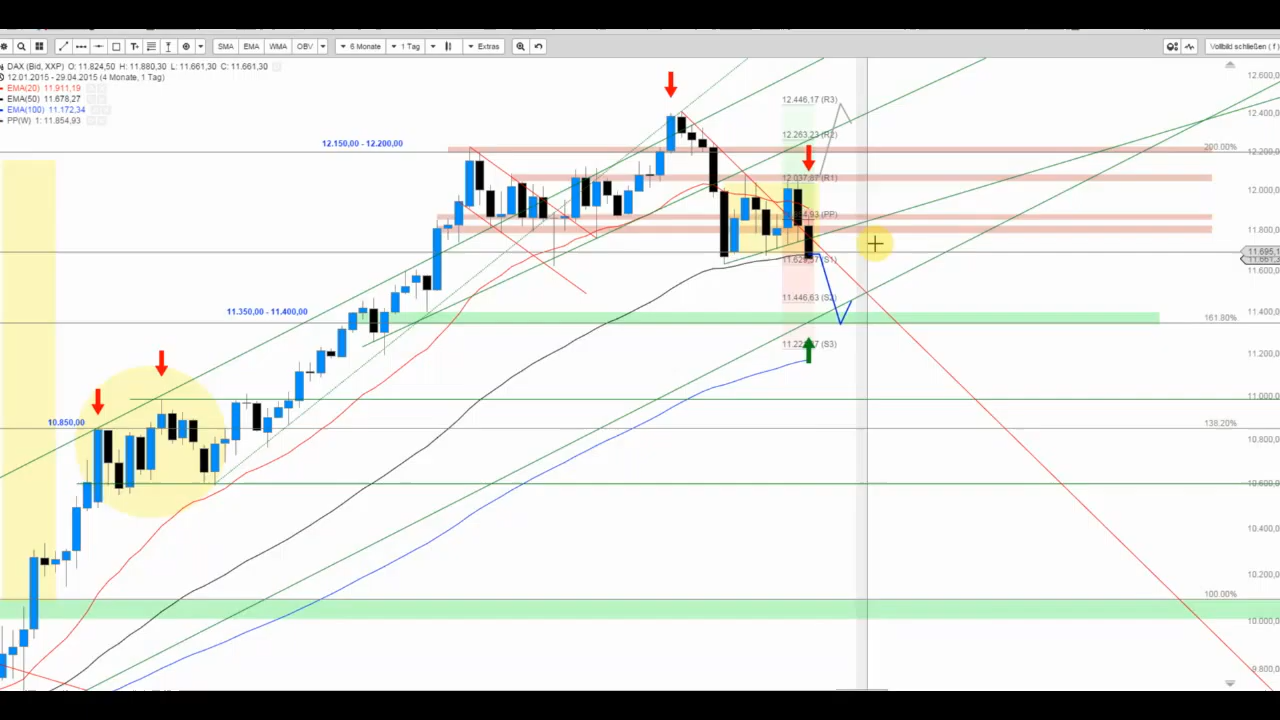 SMA EMA WMA OBV 6 Monate 1 Tag Extras Vollbild schließen ( f )
DAX (Bid, XXP) O: 11.824,50 H: 11.880,30 L: 11.661,30 C: 11.661,30
12.01.2015 - 29.04.2015 (4 Monate, 1 Tag)
EMA(20) 11.911,19
EMA(50) 11.678,27
EMA(100) 11.172,34
PP(W) 1: 11.854,93
12.600,0
12.446,17 (R3)
12.400,0
12.263,23 (R2)
12.150,00 - 12.200,00
200.00%
12.200,0
12.037,67 (R1)
12.000,0
(PP)
11.800,0
11.695,1
(S1)
11.600,0
11.446,63 (S2)
11.350,00 - 11.400,00
11.400,0
161.80%
(S3)
11.200,0
11.000,0
10.850,00
138.20%
10.800,0
10.600,0
10.400,0
10.200,0
100.00%
10.000,0
9.800,0